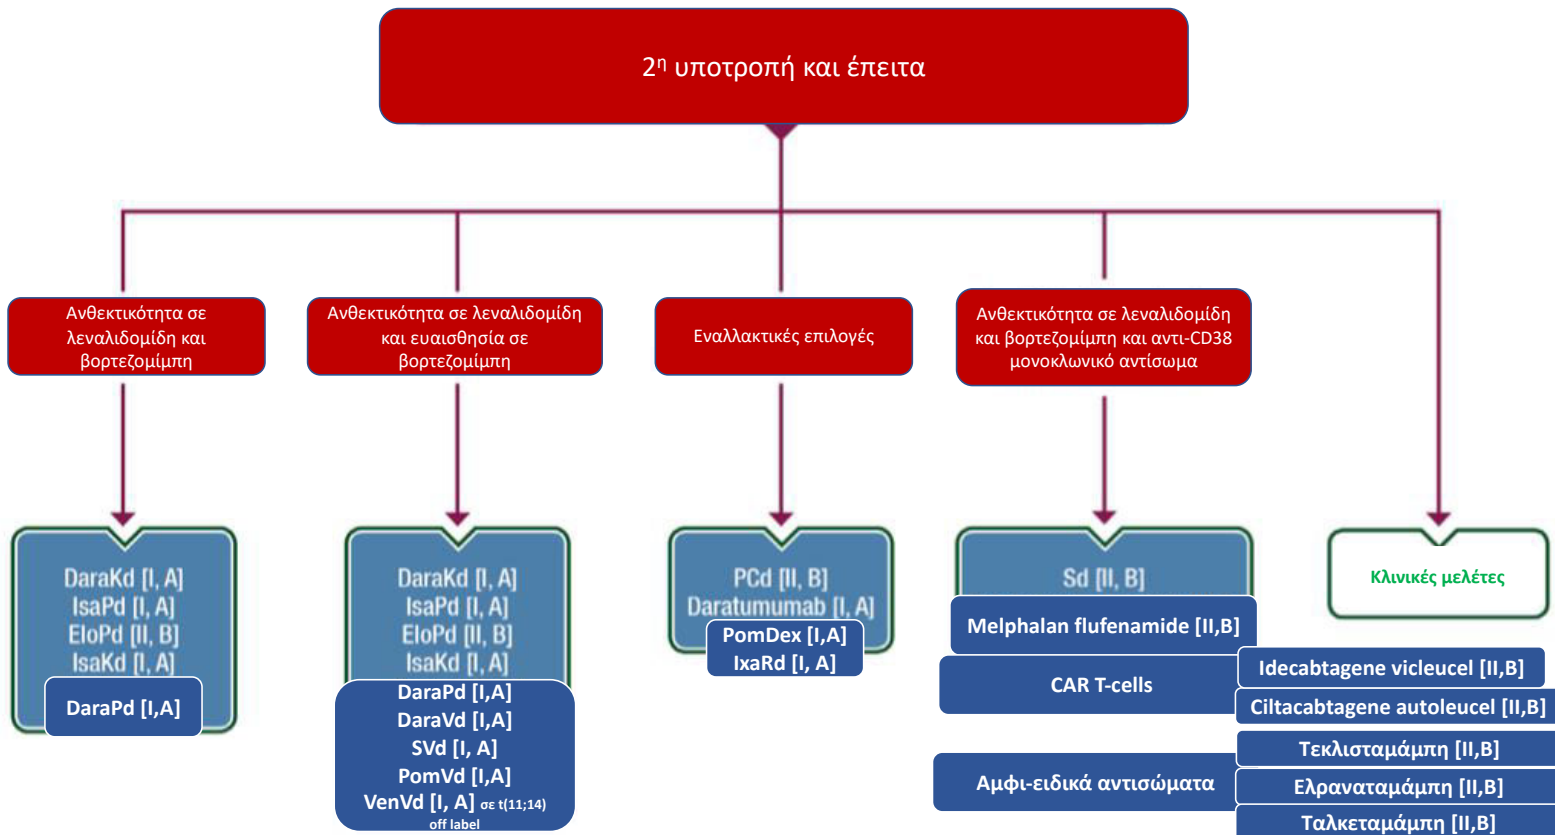 2η υποτροπή και έπειτα
Ανθεκτικότητα σε
λεναλιδομίδη και
βορτεζομίμπη
Ανθεκτικότητα σε λεναλιδομίδη
και ευαισθησία σε
βορτεζομίμπη
Εναλλακτικές επιλογές
Ανθεκτικότητα σε λεναλιδομίδη
και βορτεζομίμπη και αντι-CD38
μονοκλωνικό αντίσωμα
DaraKd [I, A]
IsaPd [I, A]
EloPd [II, B]
IsaKd [I, A]
DaraPd [I,A]
DaraKd [I, A]
IsaPd [I, A]
EloPd [II, B]
IsaKd [I, A]
DaraPd [I,A]
DaraVd [I,A]
SVd [I, A]
PomVd [I,A]
VenVd [I, A] σε t(11;14)
off label
PCd [II, B]
Daratumumab [I, A]
PomDex [I,A]
IxaRd [I, A]
Sd [II, B]
Melphalan flufenamide [II,B]
CAR T-cells
Idecabtagene vicleucel [II,B]
Ciltacabtagene autoleucel [II,B]
Αμφι-ειδικά αντισώματα
Τεκλισταμάμπη [II,B]
Ελραναταμάμπη [II,B]
Ταλκεταμάμπη [II,B]
Κλινικές μελέτες